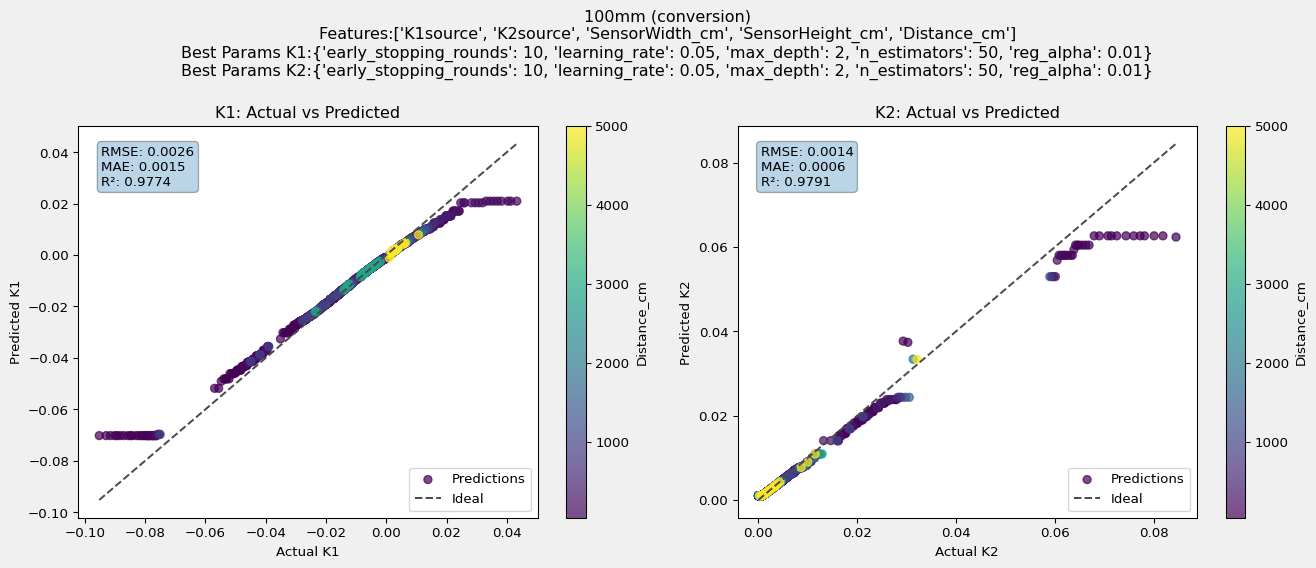 100mm (conversion)
Features:['K1source', 'K2source', 'SensorWidth_cm', 'SensorHeight_cm', 'Distance_cm']
Best Params K1:{'early_stopping_rounds': 10, 'learning_rate': 0.05, 'max_depth': 2, 'n_estimators': 50, 'reg_alpha': 0.01}
Best Params K2:{'early_stopping_rounds': 10, 'learning_rate': 0.05, 'max_depth': 2, 'n_estimators': 50, 'reg_alpha': 0.01}
K1: Actual vs Predicted
RMSE: 0.0026
MAE: 0.0015
R²: 0.9774
0.04
0.02
0.00
−0.02
−0.04
−0.06
−0.08
−0.10
Predicted K1
−0.10
−0.08
−0.06
−0.04
−0.02
0.00
0.02
0.04
Actual K1
Predictions
Ideal
5000
4000
3000
2000
1000
Distance_cm
K2: Actual vs Predicted
RMSE: 0.0014
MAE: 0.0006
R²: 0.9791
0.08
0.06
0.04
0.02
0.00
Predicted K2
0.00
0.02
0.04
0.06
0.08
Actual K2
Predictions
Ideal
5000
4000
3000
2000
1000
Distance_cm